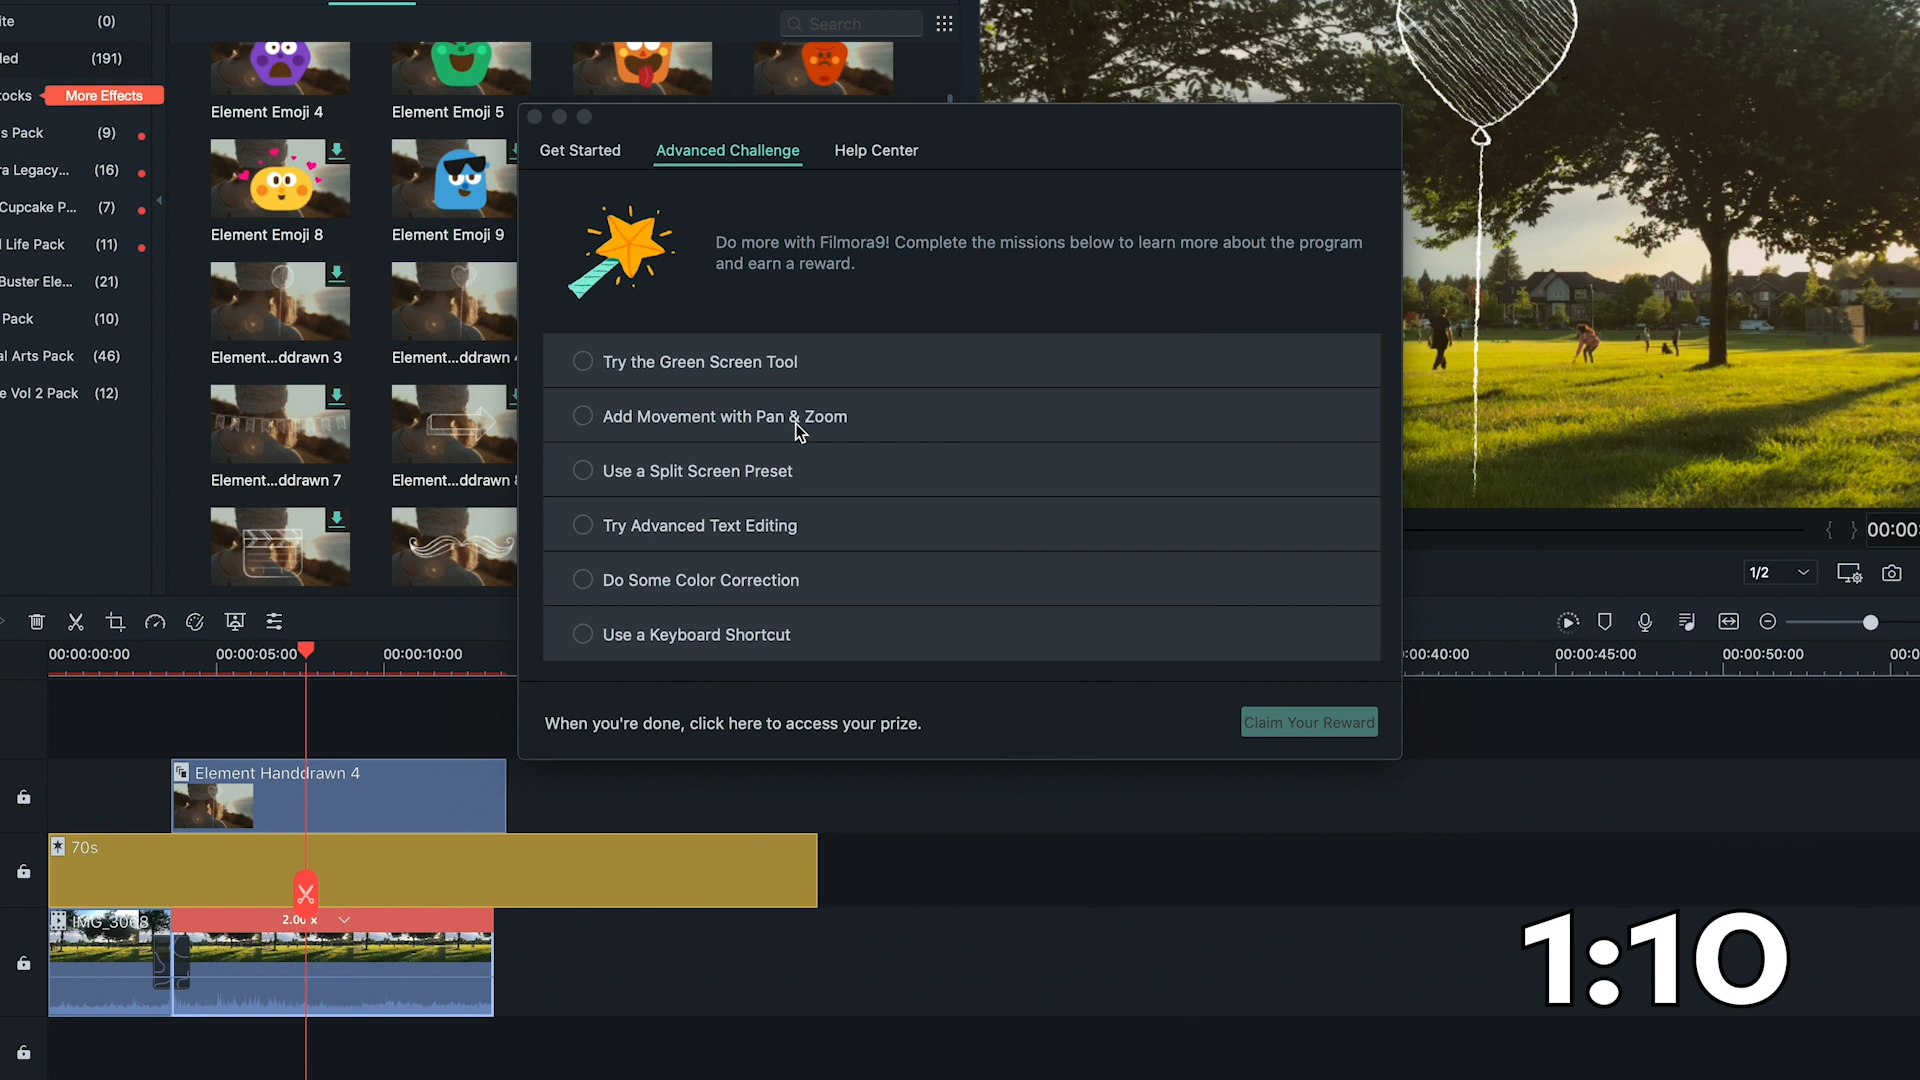 ite (0)
led (191)
ocks More Effects
s Pack (9)
ra Legacy... (16)
Cupcake P... (7)
l Life Pack (11)
Buster Ele... (21)
Pack (10)
al Arts Pack (46)
e Vol 2 Pack (12)
Search
Element Emoji 4
Element Emoji 5
Element Emoji 8
Element Emoji 9
Element...ddrawn 3
Element...ddrawn
Element...ddrawn 7
Element...ddrawn
Get Started
Advanced Challenge
Help Center
Do more with Filmora9! Complete the missions below to learn more about the program
and earn a reward.
Try the Green Screen Tool
Add Movement with Pan & Zoom
Use a Split Screen Preset
Try Advanced Text Editing
Do Some Color Correction
Use a Keyboard Shortcut
When you're done, click here to access your prize.
Claim Your Reward
{ } 00:00:
1/2
00:00:00:00
00:00:05:00
00:00:10:00
:00:40:00
00:00:45:00
00:00:50:00
00:0
Element Handdrawn 4
70s
IMG_3068
2.00 x
1:10